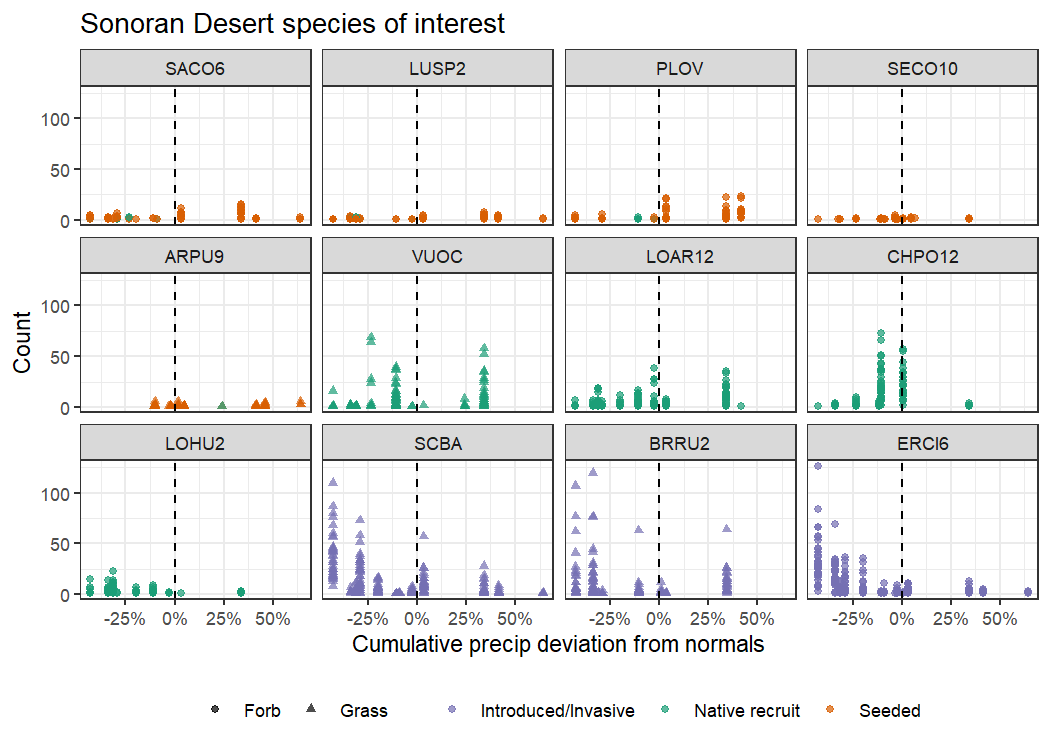 Sonoran Desert species of interest
SACO6 LUSP2 PLOV SECO10
100
50
0
ARPU9 VUOC LOAR12 CHPO12
100
50
0
Count
LOHU2 SCBA BRRU2 ERCI6
100
50
0
-25% 0% 25% 50% -25% 0% 25% 50% -25% 0% 25% 50% -25% 0% 25% 50%
Cumulative precip deviation from normals
Forb Grass Introduced/Invasive Native recruit Seeded